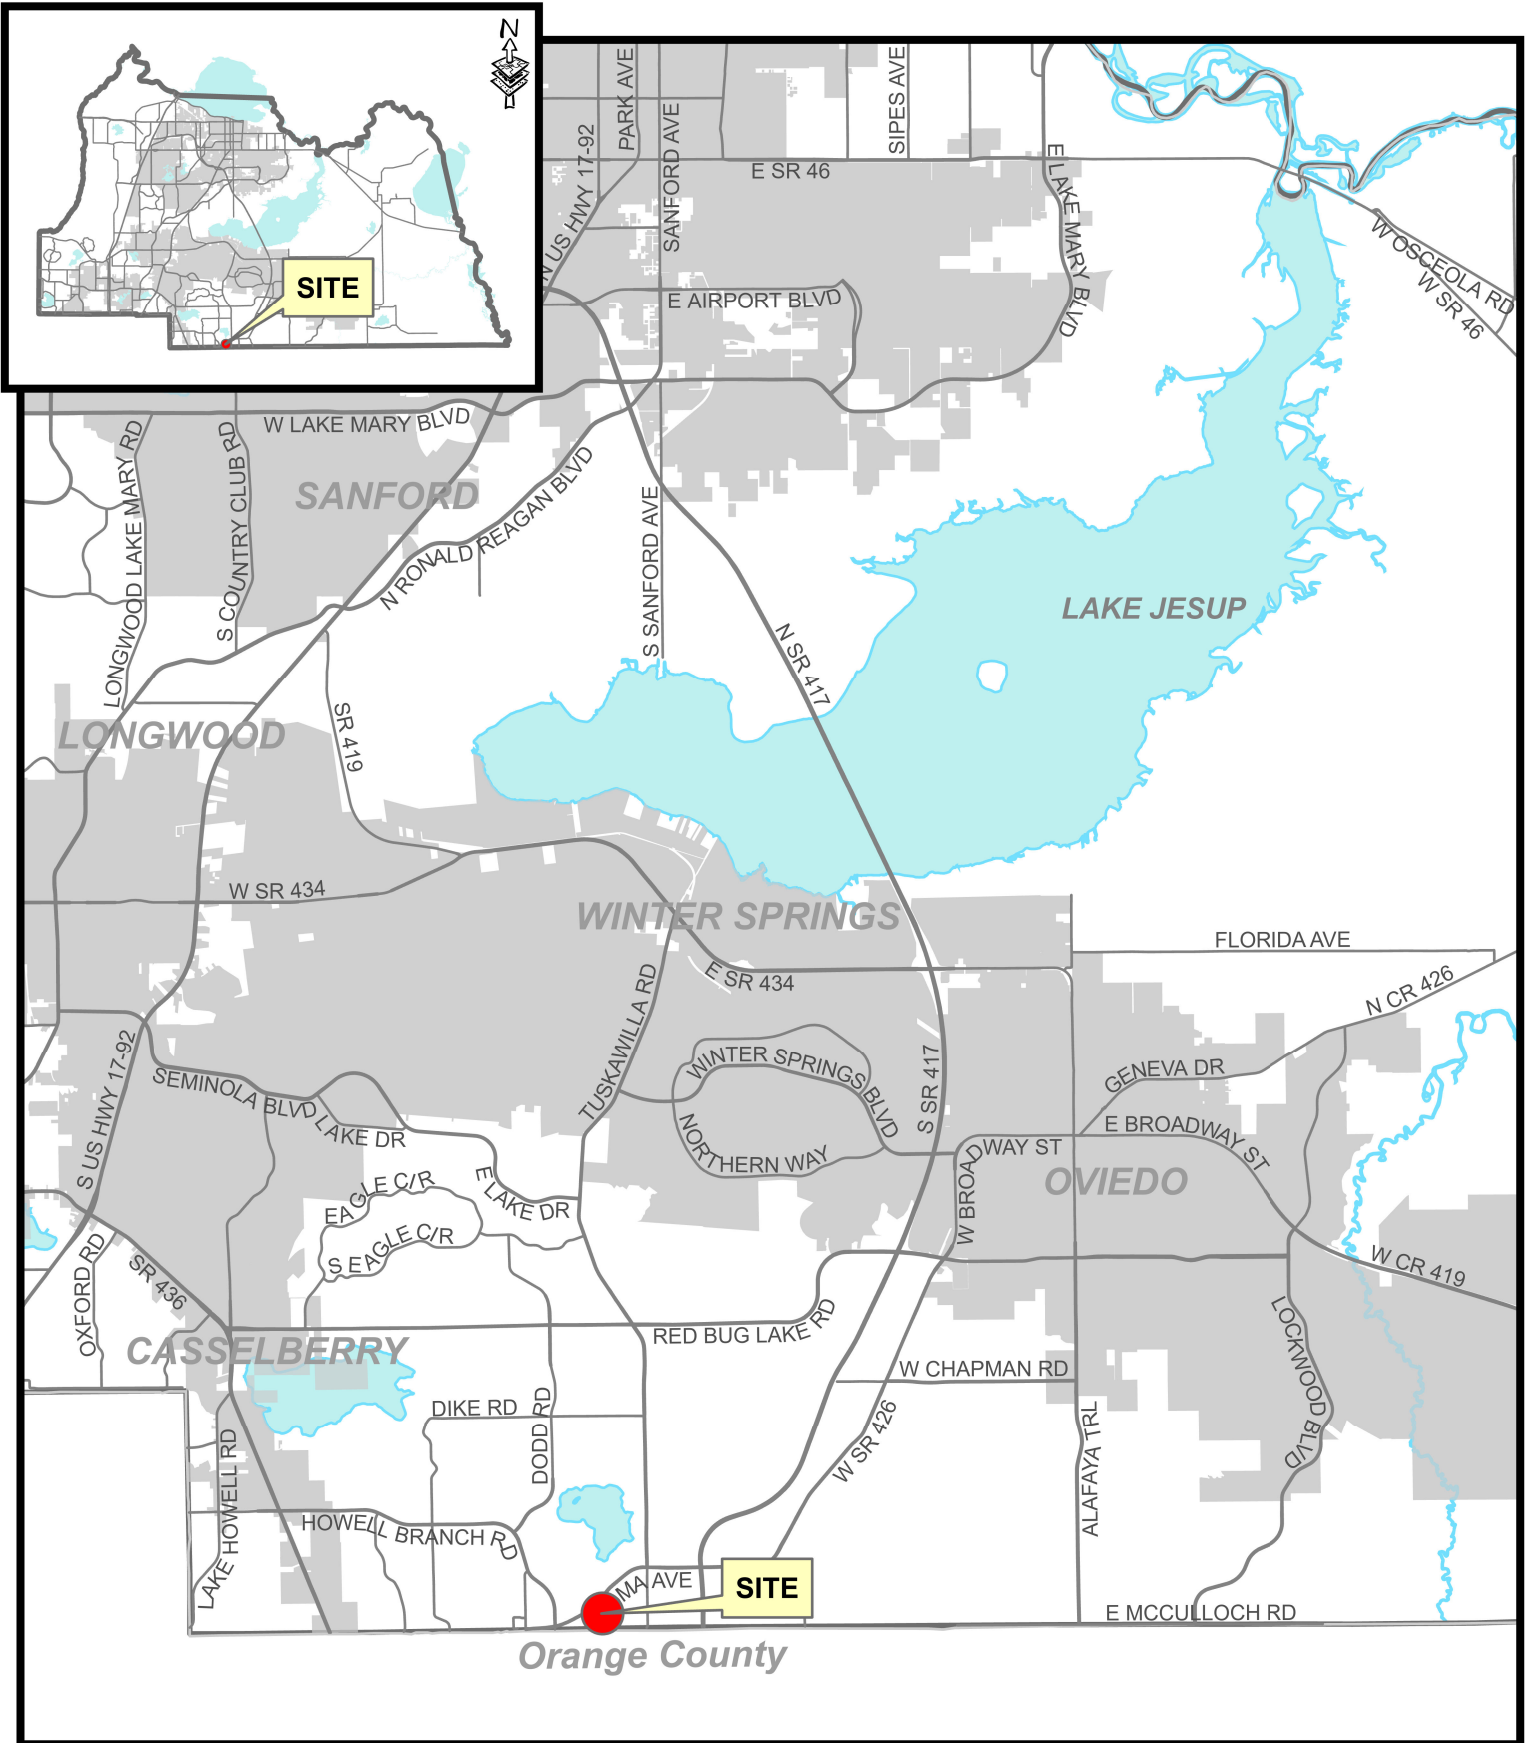 N
SITE
PARK AVE
SIPES AVE
N US HWY 17-92
SANFORD AVE
E SR 46
E LAKE MARY BLVD
W OSCEOLA RD
W SR 46
E AIRPORT BLVD
W LAKE MARY BLVD
LONGWOOD LAKE MARY RD
S COUNTRY CLUB RD
SANFORD
N RONALD REAGAN BLVD
S SANFORD AVE
LAKE JESUP
N SR 417
LONGWOOD
SR 419
W SR 434
WINTER SPRINGS
FLORIDA AVE
E SR 434
N CR 426
TUSKAWILLA RD
S US HWY 17-92
SEMINOLA BLVD
WINTER SPRINGS BLVD
S SR 417
GENEVA DR
LAKE DR
NORTHERN WAY
E BROADWAY ST
W BROADWAY ST
OVIEDO
EAGLE C/R
E LAKE DR
S EAGLE C/R
OXFORD RD
SR 436
W CR 419
CASSELBERRY
RED BUG LAKE RD
W CHAPMAN RD
LOCKWOOD BLVD
DIKE RD
DODD RD
W SR 426
ALAFAYA TRL
LAKE HOWELL RD
HOWELL BRANCH RD
MA AVE
SITE
E MCCULLOCH RD
Orange County